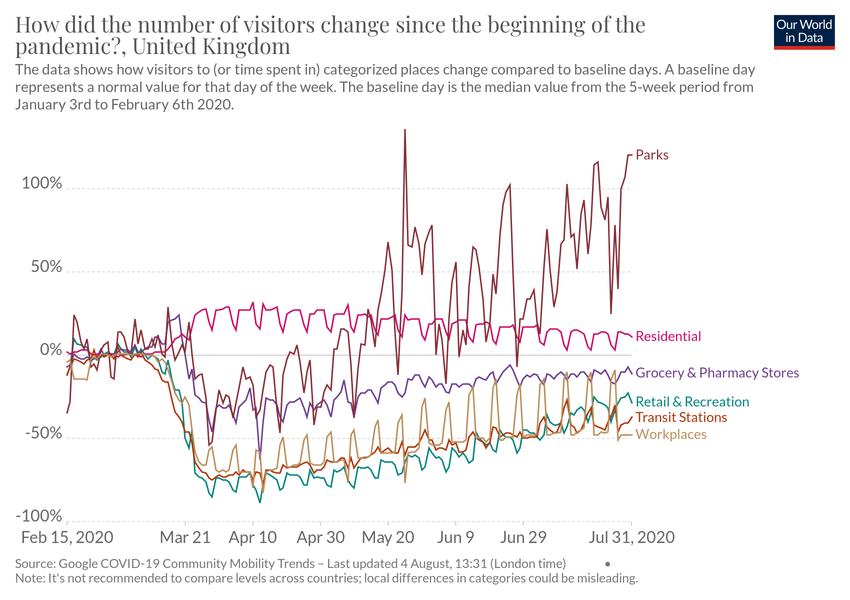 How did the number of visitors change since the beginning of the
pandemic?, United Kingdom
Our World
in Data
The data shows how visitors to (or time spent in) categorized places change compared to baseline days. A baseline day
represents a normal value for that day of the week. The baseline day is the median value from the 5-week period from
January 3rd to February 6th 2020.
Parks
100%
50%
0%
Residential
Grocery & Pharmacy Stores
Retail & Recreation
Transit Stations
Workplaces
-50%
-100%
Feb 15, 2020
Mar 21
Apr 10
Apr 30
May 20
Jun 9
Jun 29
Jul 31, 2020
Source: Google COVID-19 Community Mobility Trends – Last updated 4 August, 13:31 (London time)
•
Note: It's not recommended to compare levels across countries; local differences in categories could be misleading.